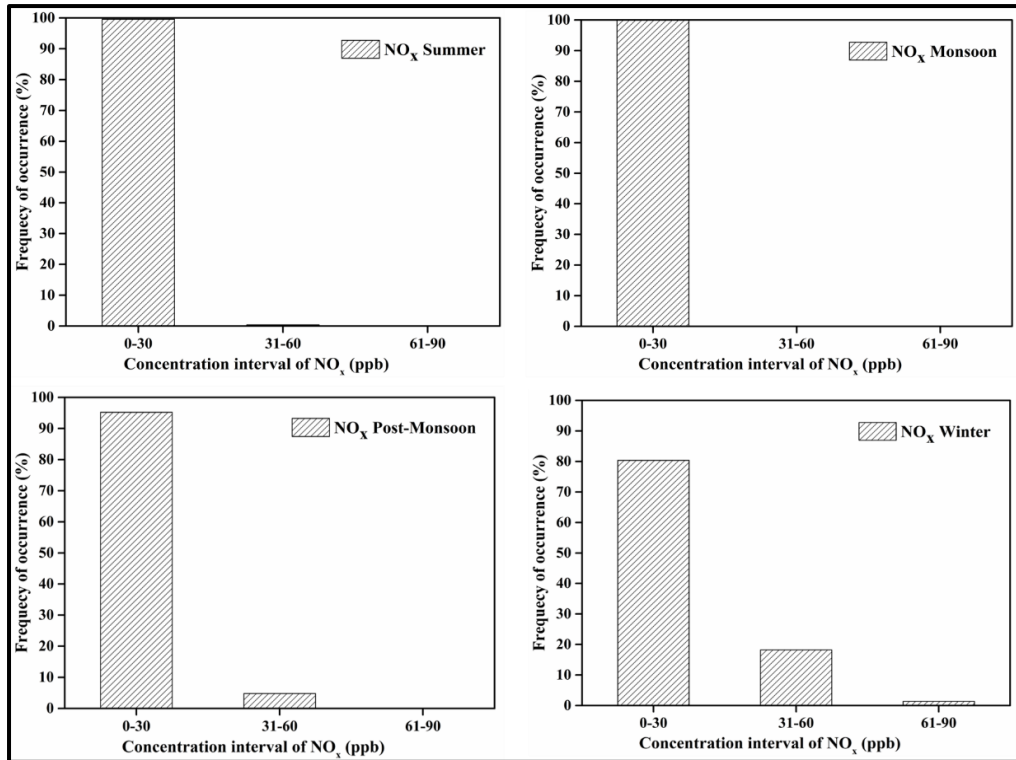 100
90
80
70
60
50
40
30
20
10
0
Frequecy of occurrence (%)
NOx Summer
0-30 31-60 61-90
Concentration interval of NOx (ppb)
100
90
80
70
60
50
40
30
20
10
0
Frequecy of occurrence (%)
NOx Monsoon
0-30 31-60 61-90
Concentration interval of NOx (ppb)
100
90
80
70
60
50
40
30
20
10
0
Frequecy of occurrence (%)
NOx Post-Monsoon
0-30 31-60 61-90
Concentration interval of NOx (ppb)
100
90
80
70
60
50
40
30
20
10
0
Frequecy of occurrence (%)
NOx Winter
0-30 31-60 61-90
Concentration interval of NOx (ppb)